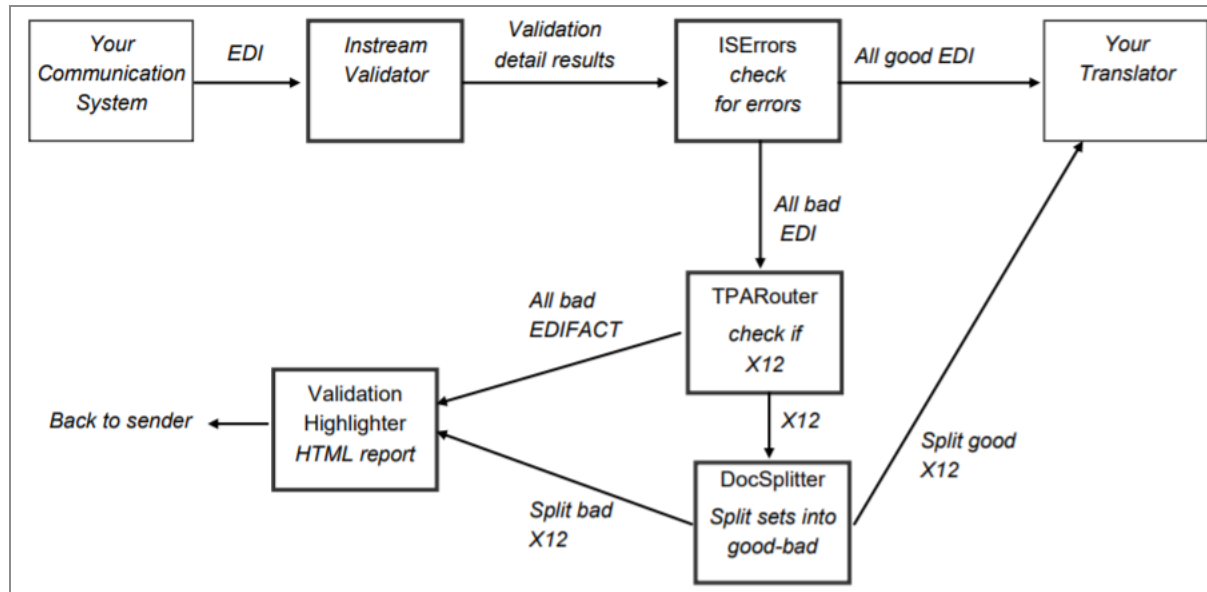 Your
Communication
System
EDI
Instream
Validator
Validation
detail results
ISErrors
check
for errors
All good EDI
Your
Translator
All bad
EDI
TPARouter
check if
X12
All bad
EDIFACT
Validation
Highlighter
HTML report
Back to sender
X12
DocSplitter
Split sets into
good-bad
Split good
X12
Split bad
X12